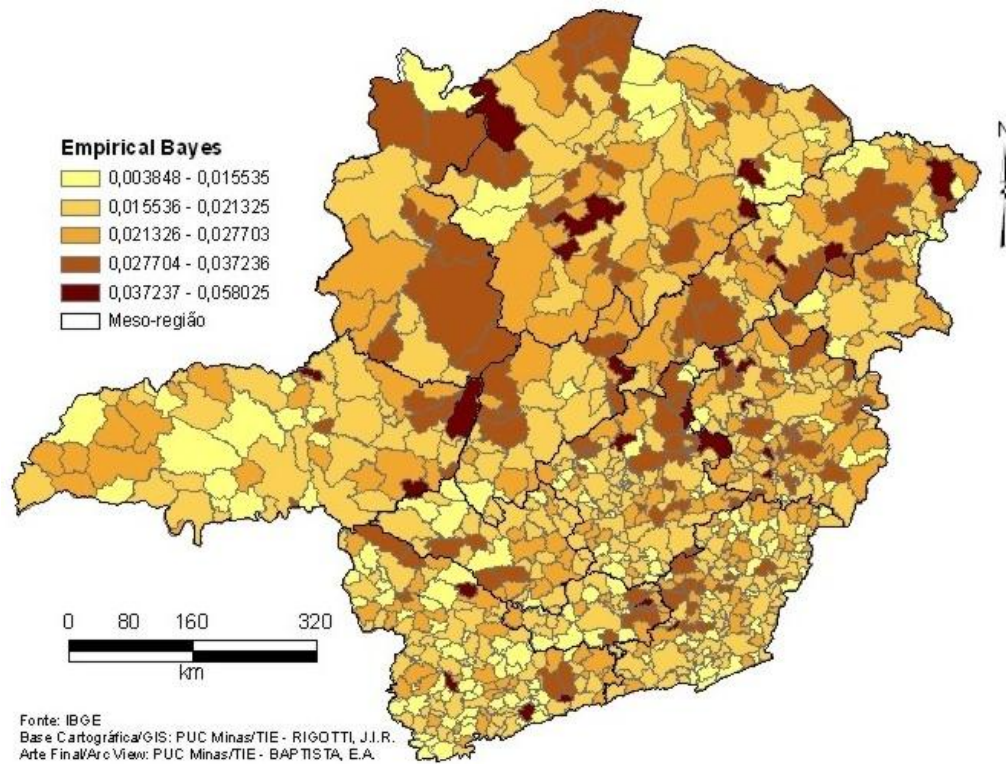 N
Empirical Bayes
0,003848 - 0,015535
0,015536 - 0,021325
0,021326 - 0,027703
0,027704 - 0,037236
0,037237 - 0,058025
Meso-região
0 80 160 320
km
Fonte: IBGE
Base Cartográfica/GIS: PUC Minas/TIE - RIGOTTI, J.I.R.
Arte Final/Arc View: PUC Minas/TIE - BAPTISTA, E.A.